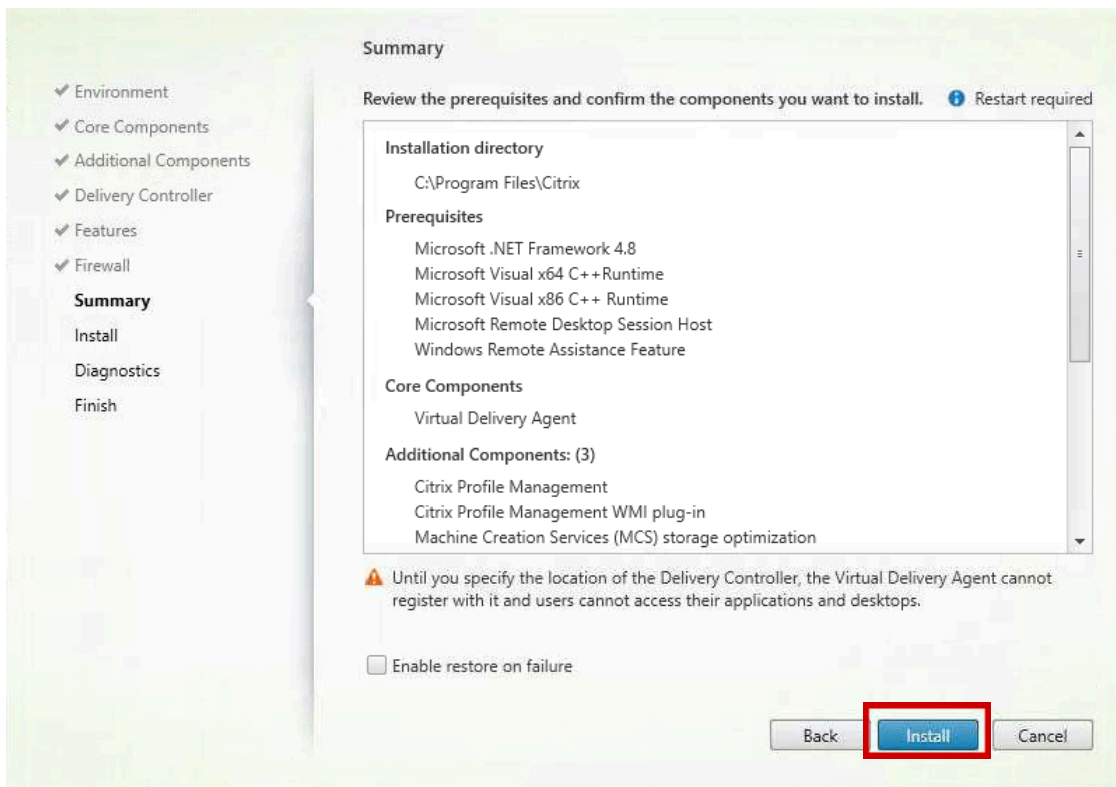 Summary
Environment
Core Components
Additional Components
Delivery Controller
Features
Firewall
Summary
Install
Diagnostics
Finish
Review the prerequisites and confirm the components you want to install. Restart required
Installation directory
C:\Program Files\Citrix
Prerequisites
Microsoft .NET Framework 4.8
Microsoft Visual x64 C++Runtime
Microsoft Visual x86 C++ Runtime
Microsoft Remote Desktop Session Host
Windows Remote Assistance Feature
Core Components
Virtual Delivery Agent
Additional Components: (3)
Citrix Profile Management
Citrix Profile Management WMI plug-in
Machine Creation Services (MCS) storage optimization
Until you specify the location of the Delivery Controller, the Virtual Delivery Agent cannot
register with it and users cannot access their applications and desktops.
Enable restore on failure
Back Install Cancel